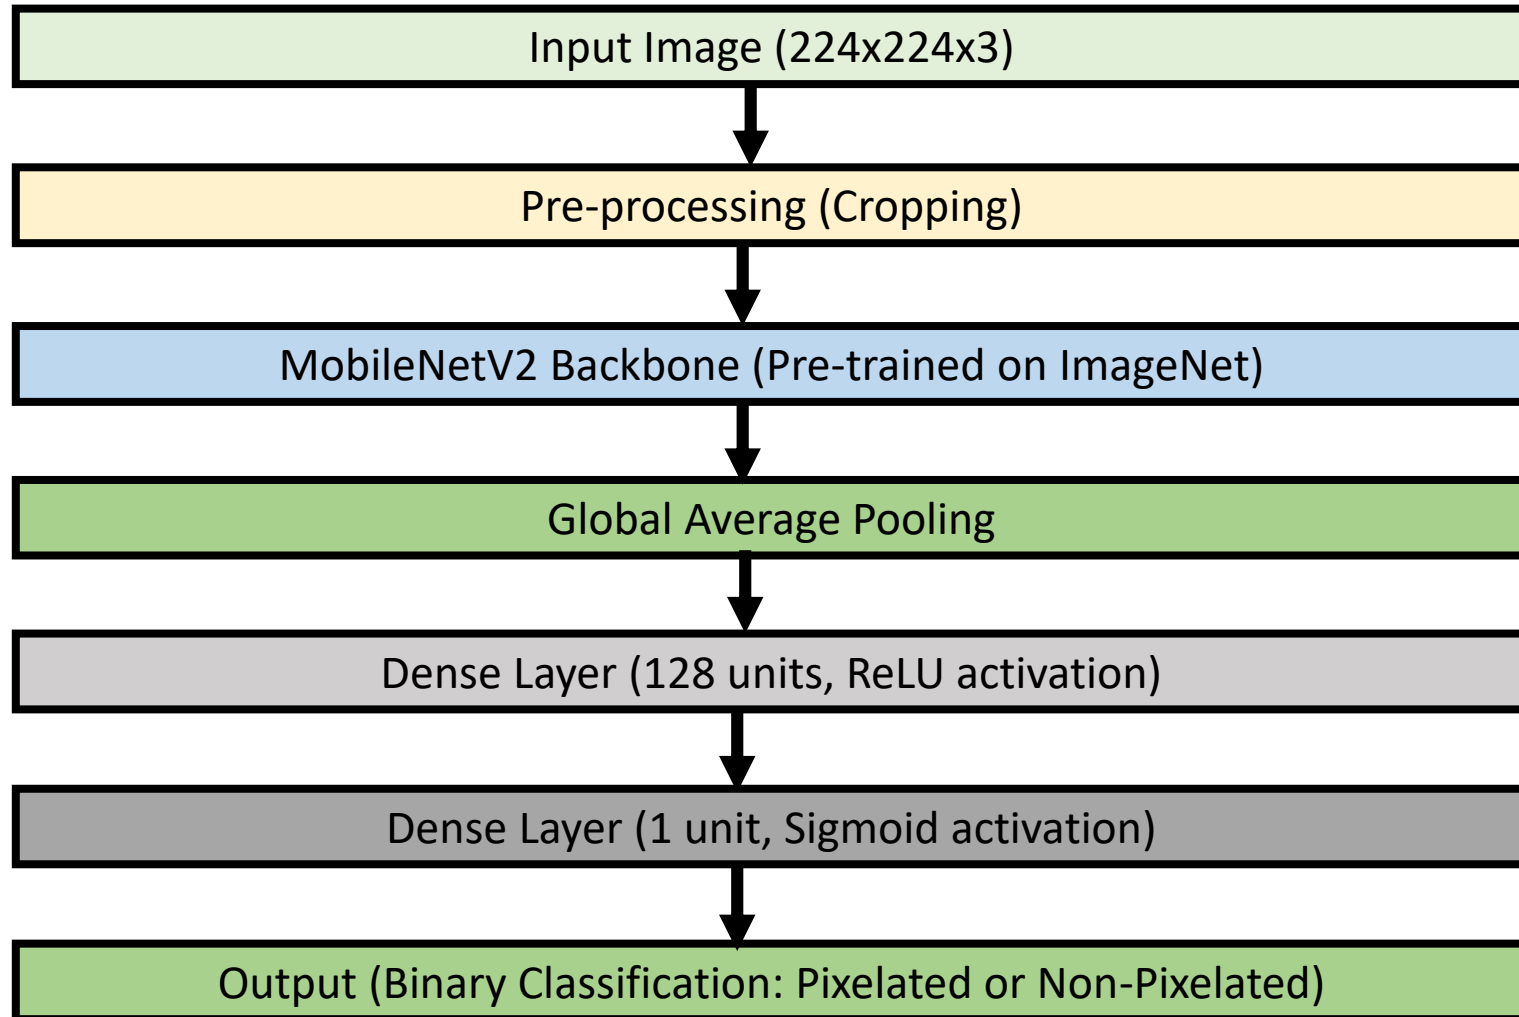 Input Image (224x224x3)
Pre-processing (Cropping)
MobileNetV2 Backbone (Pre-trained on ImageNet)
Global Average Pooling
Dense Layer (128 units, ReLU activation)
Dense Layer (1 unit, Sigmoid activation)
Output (Binary Classification: Pixelated or Non-Pixelated)